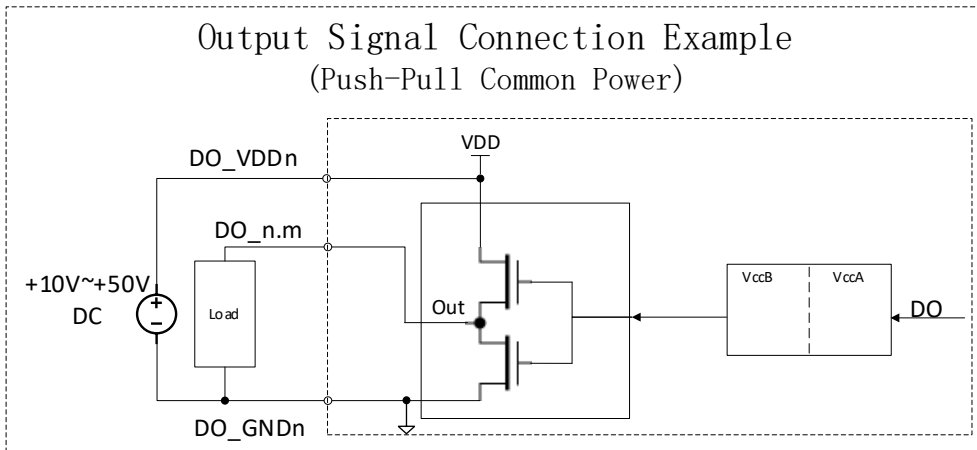 Output Signal Connection Example
(Push-Pull Common Power)
VDD
DO_VDDn
DO_n.m
+10V~+50V
DC
+
−
Load
Out
VccB
VccA
DO
DO_GNDn